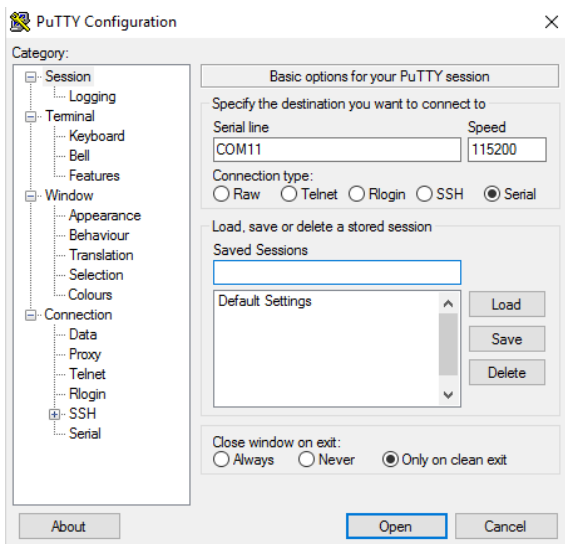 PuTTY Configuration
Category:
Session
Logging
Terminal
Keyboard
Bell
Features
Window
Appearance
Behaviour
Translation
Selection
Colours
Connection
Data
Proxy
Telnet
Rlogin
SSH
Serial
Basic options for your PuTTY session
Specify the destination you want to connect to
Serial line Speed
COM11 115200
Connection type:
Raw Telnet Rlogin SSH Serial
Load, save or delete a stored session
Saved Sessions
Default Settings
Load
Save
Delete
Close window on exit:
Always Never Only on clean exit
About Open Cancel